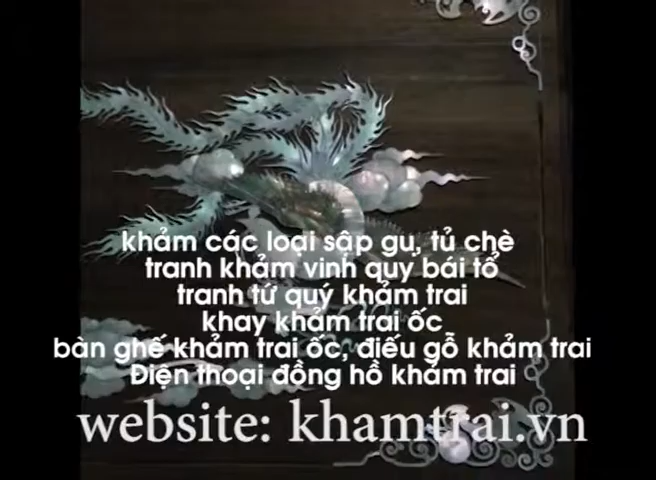 khảm các loại sập gụ, tủ chè
tranh khảm vinh quy bái tổ
tranh tứ quý khảm trai
khay khảm trai ốc
bàn ghế khảm trai ốc, điếu gỗ khảm trai
Điện thoại đồng hồ khảm trai
website: khamtrai.vn